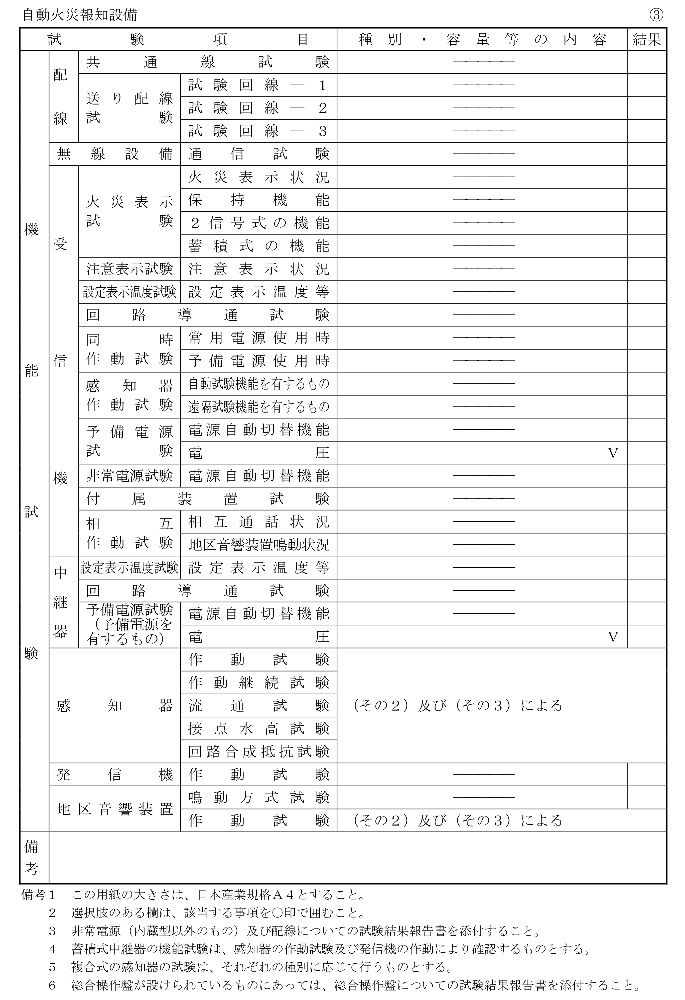 自動火災報知設備 ③
試験項目 種別・容量等の内容 結果
機能試験
配線
共通線試験 ―――――
送り配線試験
試験回線―１ ―――――
試験回線―２ ―――――
試験回線―３ ―――――
無線設備 通信試験 ―――――
受信機
火災表示試験
火災表示状況 ―――――
保持機能 ―――――
２信号式の機能 ―――――
蓄積式の機能 ―――――
注意表示試験 注意表示状況 ―――――
設定表示温度試験 設定表示温度等 ―――――
回路導通試験 ―――――
同時作動試験
常用電源使用時 ―――――
予備電源使用時 ―――――
感知器作動試験
自動試験機能を有するもの ―――――
遠隔試験機能を有するもの ―――――
予備電源試験
電源自動切替機能 ―――――
電圧 Ｖ
非常電源試験 電源自動切替機能 ―――――
付属装置試験 ―――――
相互作動試験
相互通話状況 ―――――
地区音響装置鳴動状況 ―――――
中継器
設定表示温度試験 設定表示温度等 ―――――
回路導通試験 ―――――
予備電源試験
（予備電源を
有するもの）
電源自動切替機能 ―――――
電圧 Ｖ
感知器
作動試験
作動継続試験
流通試験
接点水高試験
回路合成抵抗試験
（その２）及び（その３）による
発信機 作動試験 ―――――
地区音響装置
鳴動方式試験 ―――――
作動試験 （その２）及び（その３）による
備考
備考１　この用紙の大きさは、日本産業規格Ａ４とすること。
２　選択肢のある欄は、該当する事項を○印で囲むこと。
３　非常電源（内蔵型以外のもの）及び配線についての試験結果報告書を添付すること。
４　蓄積式中継器の機能試験は、感知器の作動試験及び発信機の作動により確認するものとする。
５　複合式の感知器の試験は、それぞれの種別に応じて行うものとする。
６　総合操作盤が設けられているものにあっては、総合操作盤についての試験結果報告書を添付すること。